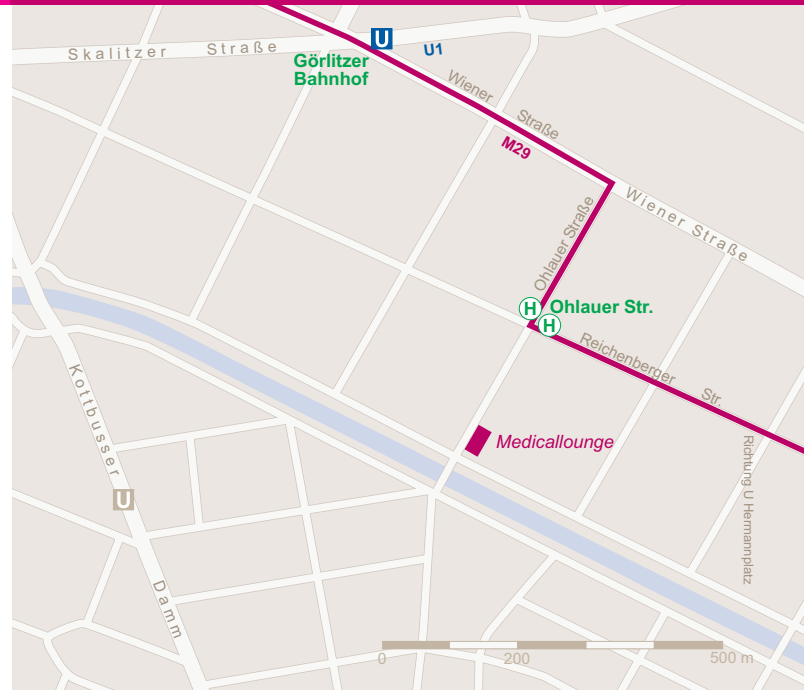 Skalitzer Straße
U
U1
Görlitzer
Bahnhof
Wiener Straße
M29
Wiener Straße
Ohlauer Straße
H
Ohlauer Str.
H
Reichenberger Str.
Kottbusser
Medicallounge
Richtung U Hermannplatz
U
Damm
0
200
500 m